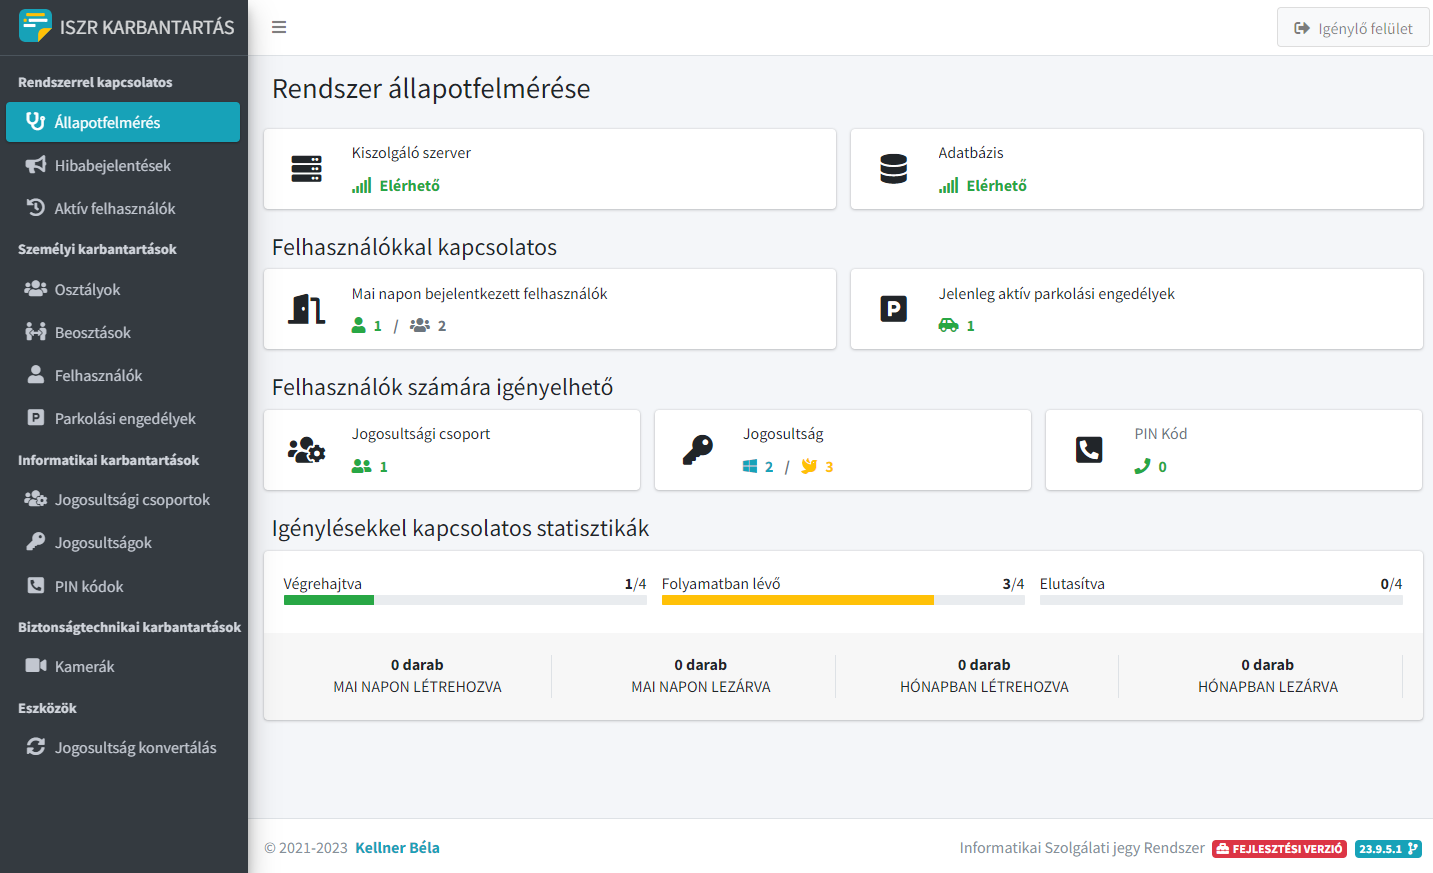 ISZR KARBANTARTÁS
Igénylő felület
Rendszerrel kapcsolatos
Állapotfelmérés
Hibabejelentések
Aktív felhasználók
Személyi karbantartások
Osztályok
Beosztások
Felhasználók
Parkolási engedélyek
Informatikai karbantartások
Jogosultsági csoportok
Jogosultságok
PIN kódok
Biztonságtechnikai karbantartások
Kamerák
Eszközök
Jogosultság konvertálás
Rendszer állapotfelmérése
Kiszolgáló szerver
Elérhető
Adatbázis
Elérhető
Felhasználókkal kapcsolatos
Mai napon bejelentkezett felhasználók
1 / 2
Jelenleg aktív parkolási engedélyek
P
1
Felhasználók számára igényelhető
Jogosultsági csoport
1
Jogosultság
2 / 3
PIN Kód
0
Igénylésekkel kapcsolatos statisztikák
Végrehajtva 1/4
Folyamatban lévő 3/4
Elutasítva 0/4
0 darab
MAI NAPON LÉTREHOZVA
0 darab
MAI NAPON LEZÁRVA
0 darab
HÓNAPBAN LÉTREHOZVA
0 darab
HÓNAPBAN LEZÁRVA
© 2021-2023 Kellner Béla
Informatikai Szolgálati jegy Rendszer FEJLESZTÉSI VERZIÓ 23.9.5.1